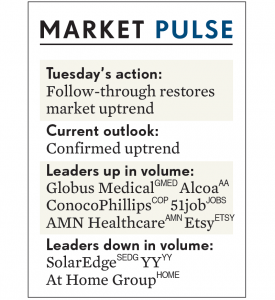 MARKET PULSE
Tuesday's action:
Follow-through restores
market uptrend
Current outlook:
Confirmed uptrend
Leaders up in volume:
Globus Medical GMED Alcoa AA
ConocoPhillips COP 51job JOBS
AMN Healthcare AMN Etsy ETSY
Leaders down in volume:
SolarEdge SEDG YY YY
At Home Group HOME